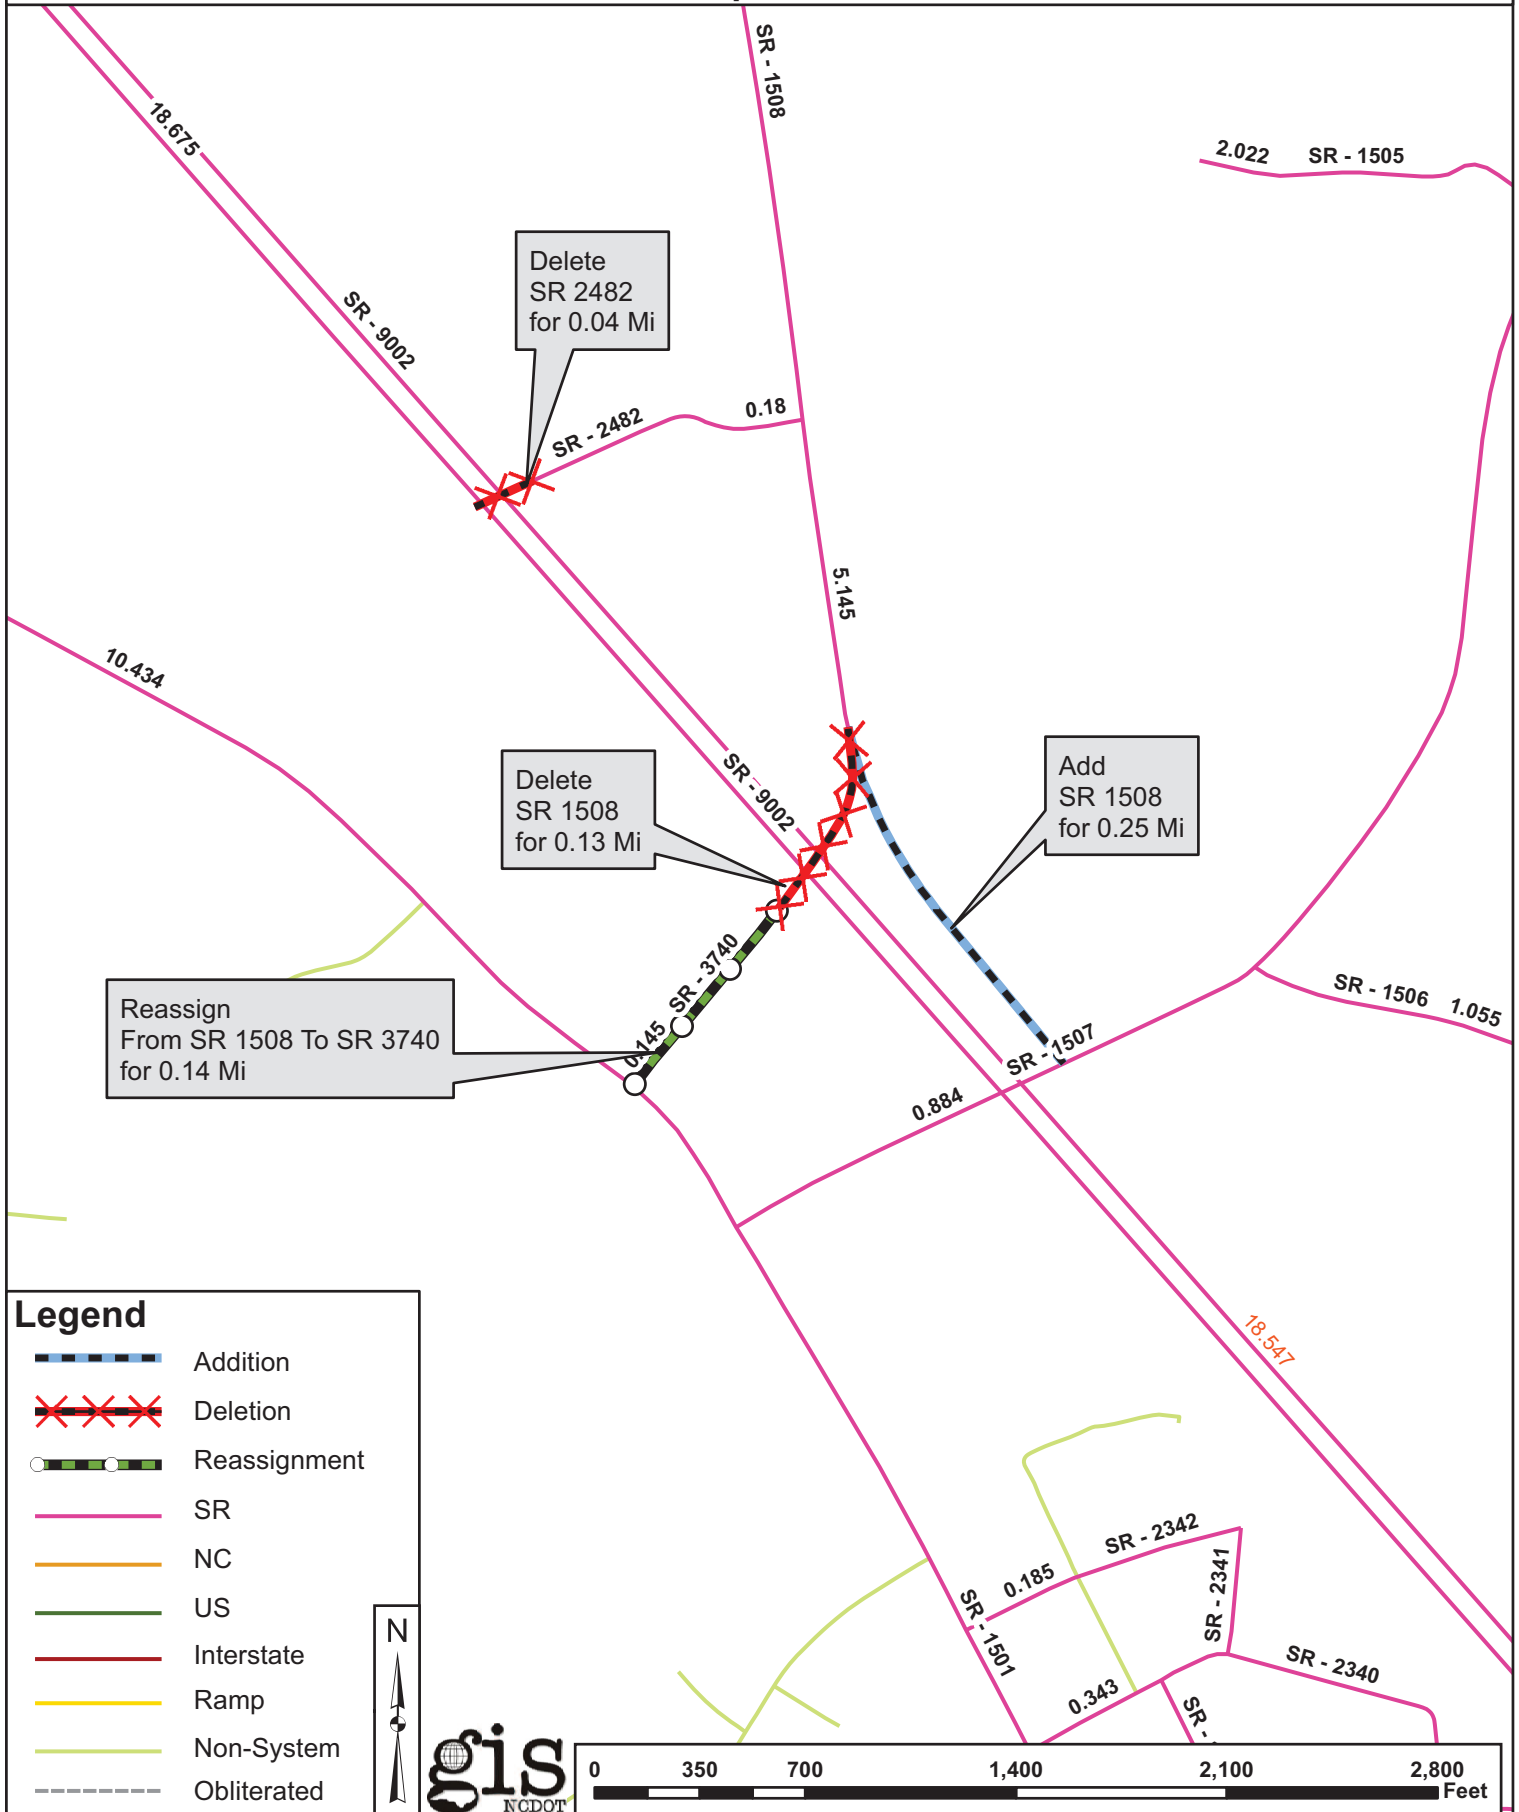 SR - 1508
18.675
2.022 SR - 1505
Delete
SR 2482
for 0.04 Mi
SR - 9002
SR - 2482
0.18
5.145
10.434
Delete
SR 1508
for 0.13 Mi
SR - 9002
Add
SR 1508
for 0.25 Mi
SR - 3740
0.145
Reassign
From SR 1508 To SR 3740
for 0.14 Mi
SR - 1506 1.055
SR - 1507
0.884
18.547
SR - 2342
0.185
SR - 2341
SR - 1501
SR - 2340
0.343
SR -
Legend
Addition
Deletion
Reassignment
SR
NC
US
Interstate
Ramp
Non-System
Obliterated
N
gis
NCDOT
0 350 700 1,400 2,100 2,800
Feet